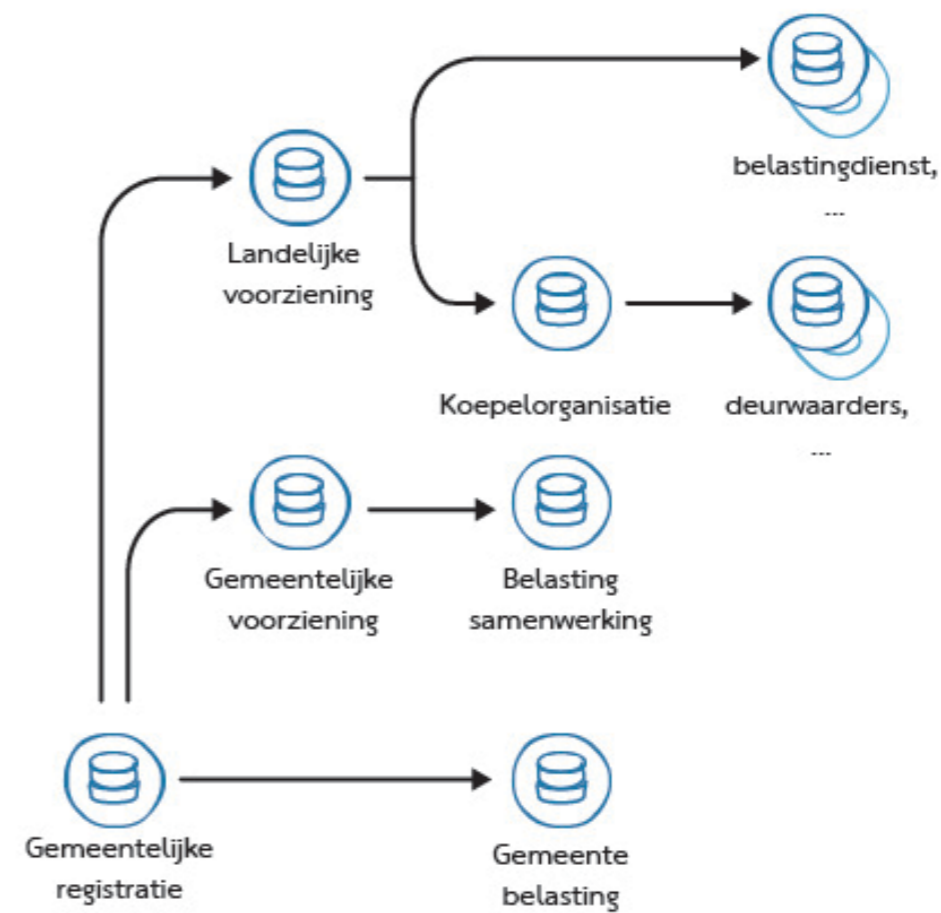 belastingdienst,
...
Landelijke
voorziening
Koepelorganisatie
deurwaarders,
...
Gemeentelijke
voorziening
Belasting
samenwerking
Gemeentelijke
registratie
Gemeente
belasting